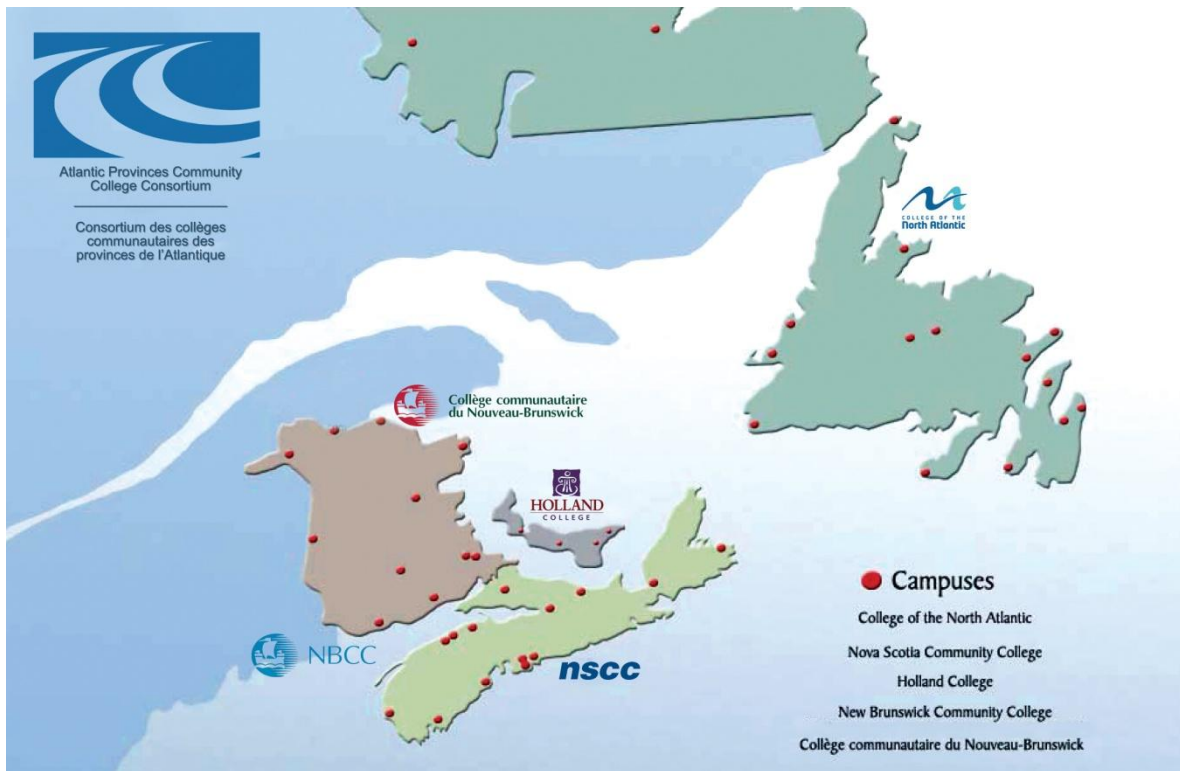 Atlantic Provinces Community
College Consortium
Consortium des collèges
communautaires des
provinces de l'Atlantique
COLLEGE OF THE
North Atlantic
Collège communautaire
du Nouveau-Brunswick
HOLLAND
COLLEGE
NBCC
nscc
Campuses
College of the North Atlantic
Nova Scotia Community College
Holland College
New Brunswick Community College
Collège communautaire du Nouveau-Brunswick